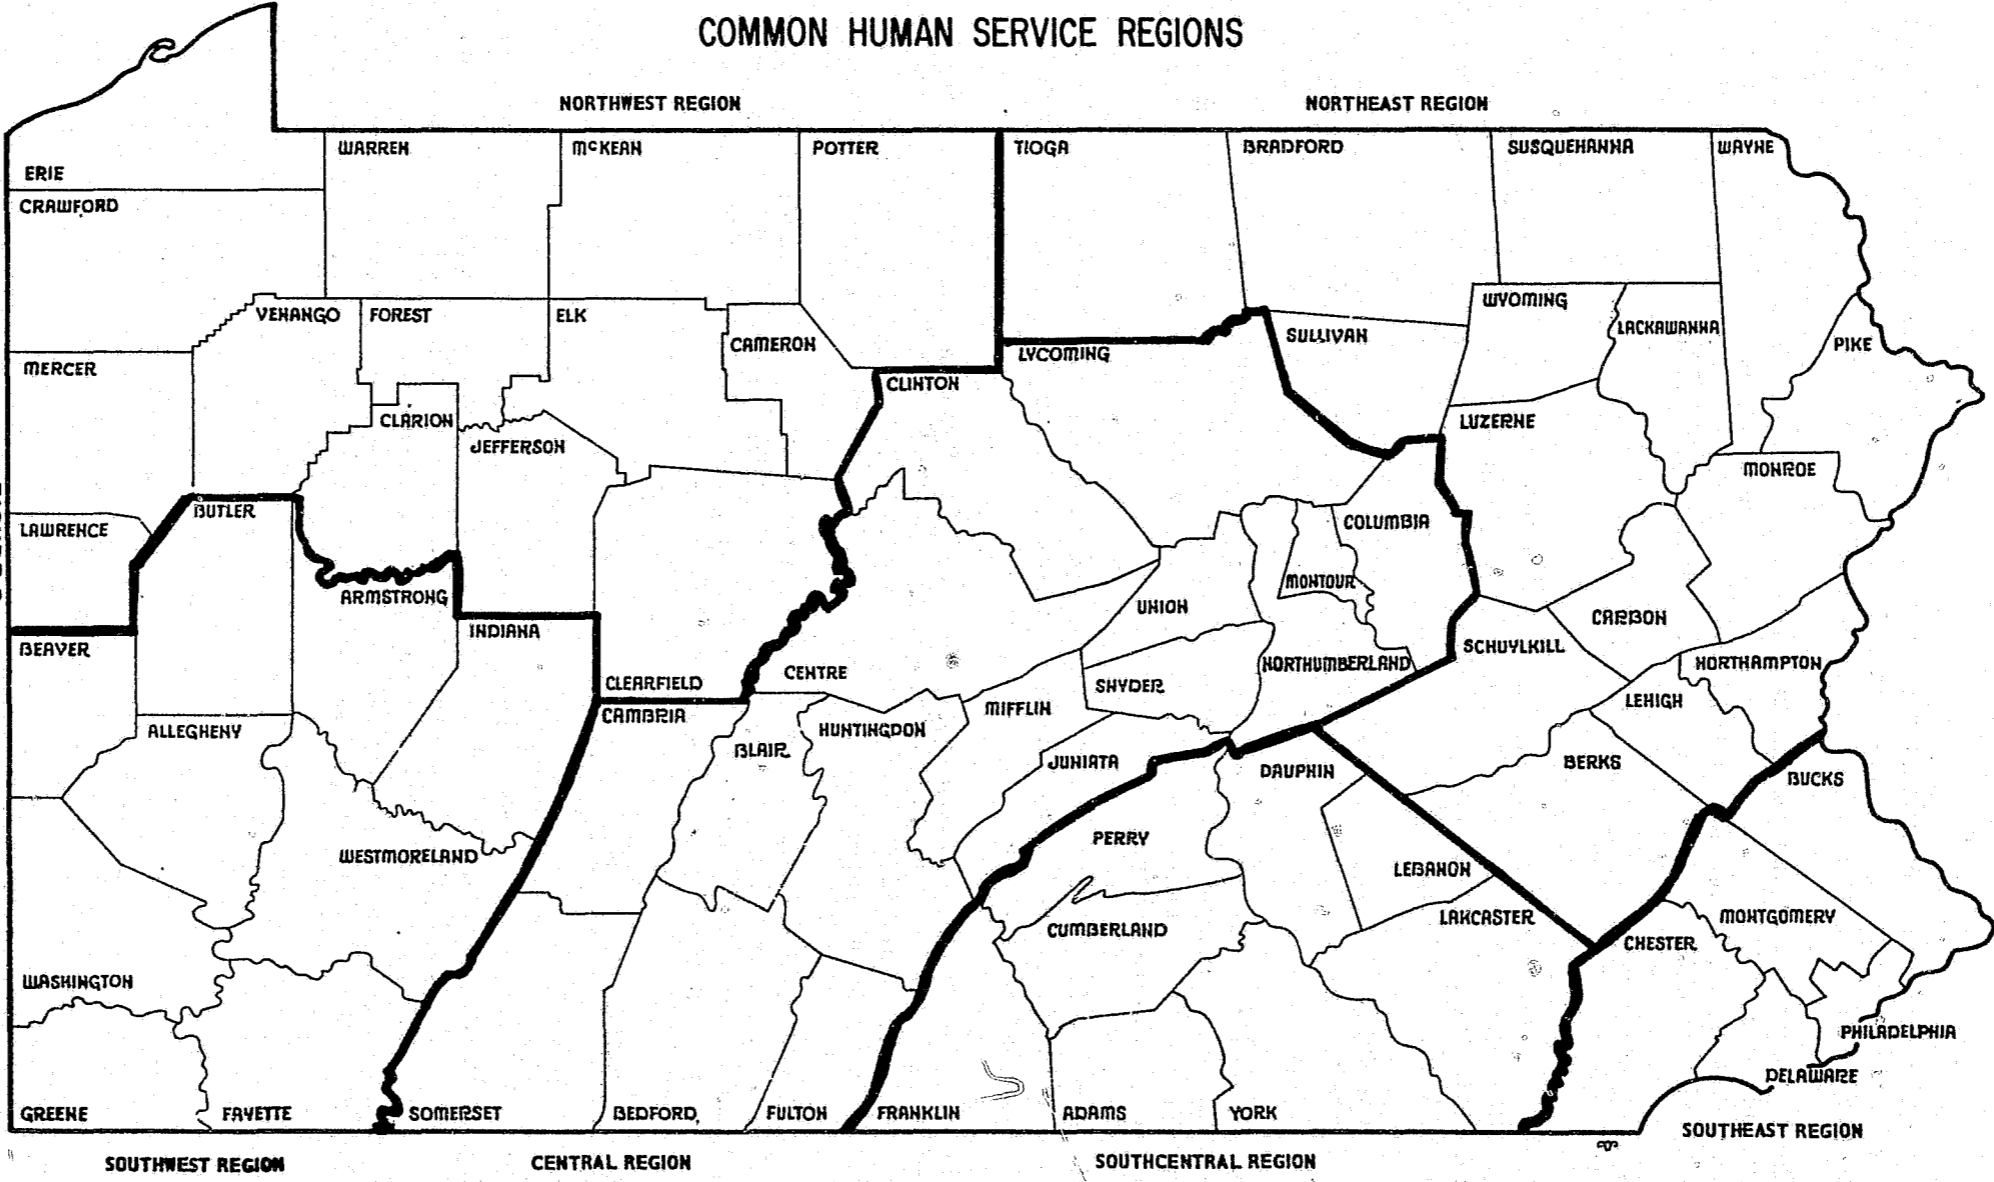 COMMON HUMAN SERVICE REGIONS
NORTHWEST REGION
NORTHEAST REGION
WARREN
McKEAN
POTTER
TIOGA
BRADFORD
SUSQUEHANNA
WAYNE
ERIE
CRAWFORD
VENANGO
FOREST
ELK
CAMERON
LYCOMING
SULLIVAN
WYOMING
LACKAWANNA
PIKE
MERCER
CLINTON
CLARION
JEFFERSON
LUZERNE
MONROE
LAWRENCE
BUTLER
COLUMBIA
ARMSTRONG
MONTOUR
UNION
CARBON
BEAVER
INDIANA
CENTRE
NORTHUMBERLAND
SCHUYLKILL
NORTHAMPTON
CLEARFIELD
SNYDER
LEHIGH
CAMBRIA
ALLEGHENY
BLAIR
HUNTINGDON
MIFFLIN
JUNIATA
DAUPHIN
BERKS
BUCKS
WESTMORELAND
PERRY
LEBANON
CUMBERLAND
LANCASTER
MONTGOMERY
CHESTER
WASHINGTON
PHILADELPHIA
DELAWARE
GREENE
FAYETTE
SOMERSET
BEDFORD
FULTON
FRANKLIN
ADAMS
YORK
SOUTHEAST REGION
SOUTHWEST REGION
CENTRAL REGION
SOUTHCENTRAL REGION